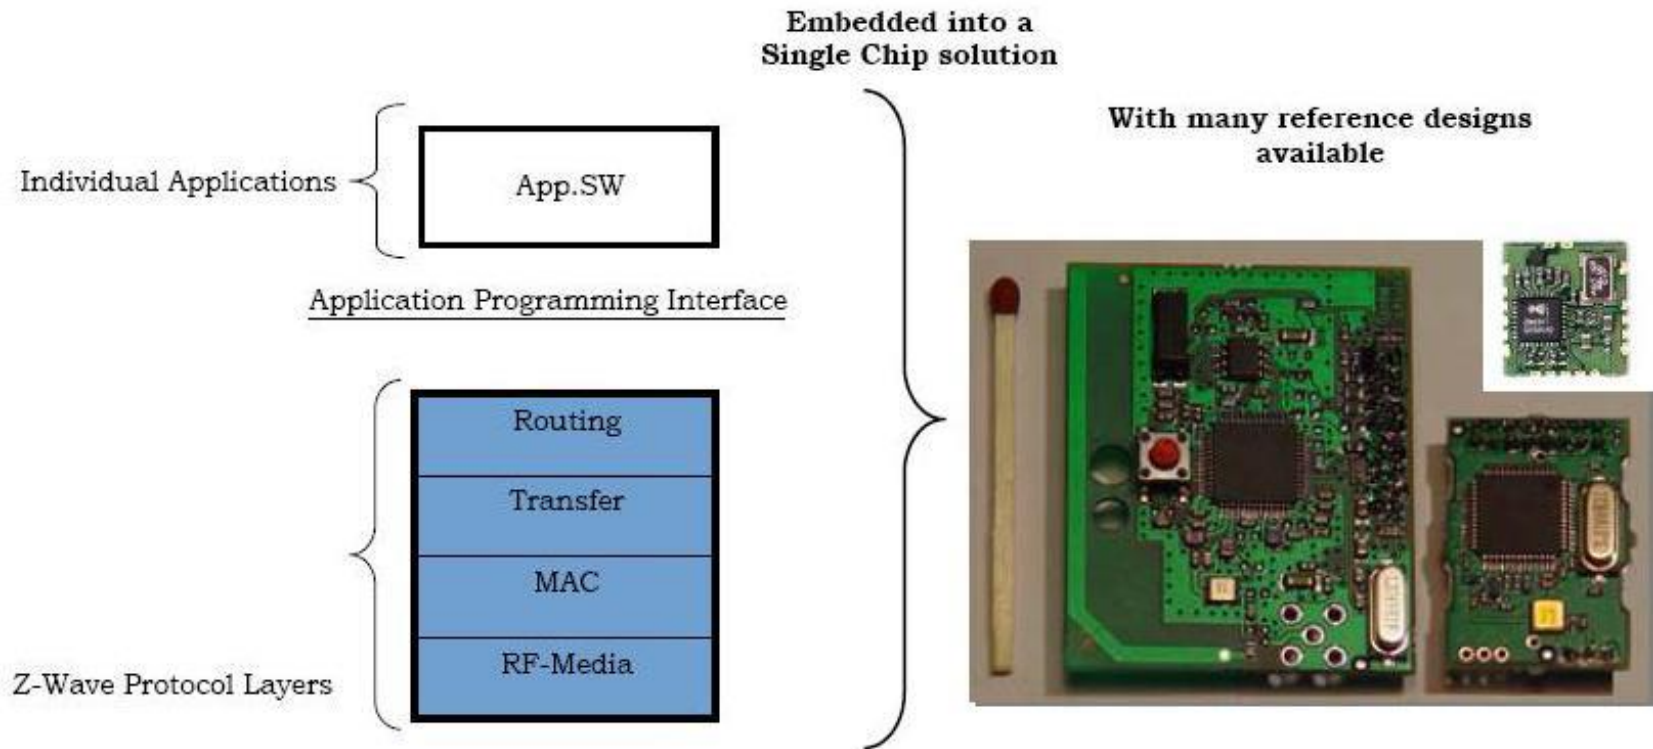 Embedded into a
Single Chip solution
With many reference designs
available
Individual Applications
App.SW
Application Programming Interface
Routing
Transfer
MAC
RF-Media
Z-Wave Protocol Layers